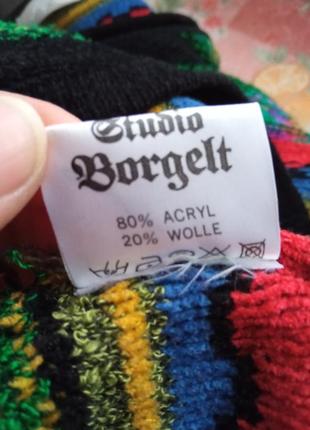 Studio
Borgelt
80% ACRYL
20% WOLLE